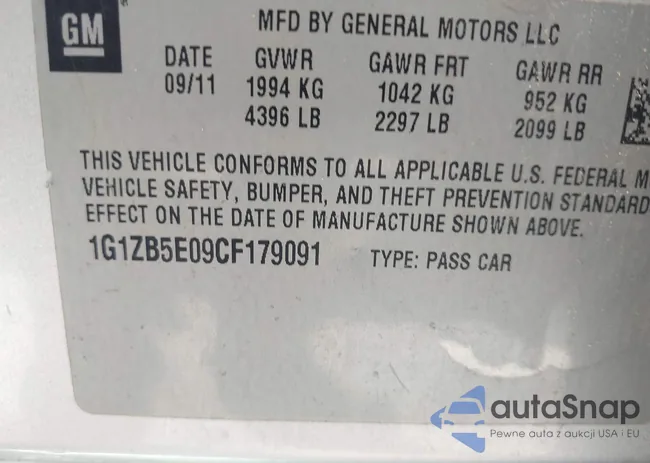 GM
MFD BY GENERAL MOTORS LLC
DATE GVWR GAWR FRT GAWR RR
09/11 1994 KG 1042 KG 952 KG
4396 LB 2297 LB 2099 LB
THIS VEHICLE CONFORMS TO ALL APPLICABLE U.S. FEDERAL M
VEHICLE SAFETY, BUMPER, AND THEFT PREVENTION STANDARD
EFFECT ON THE DATE OF MANUFACTURE SHOWN ABOVE.
1G1ZB5E09CF179091 TYPE: PASS CAR
autaSnap
Pewne auta z aukcji USA i EU